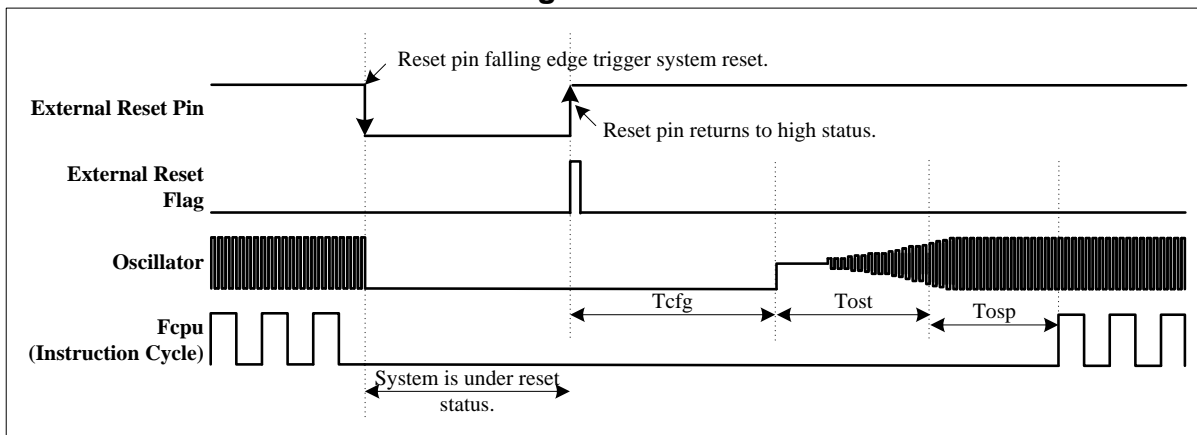 Reset pin falling edge trigger system reset.
External Reset Pin
Reset pin returns to high status.
External Reset
Flag
Oscillator
Tcfg
Tost
Tosp
Fcpu
(Instruction Cycle)
System is under reset
status.